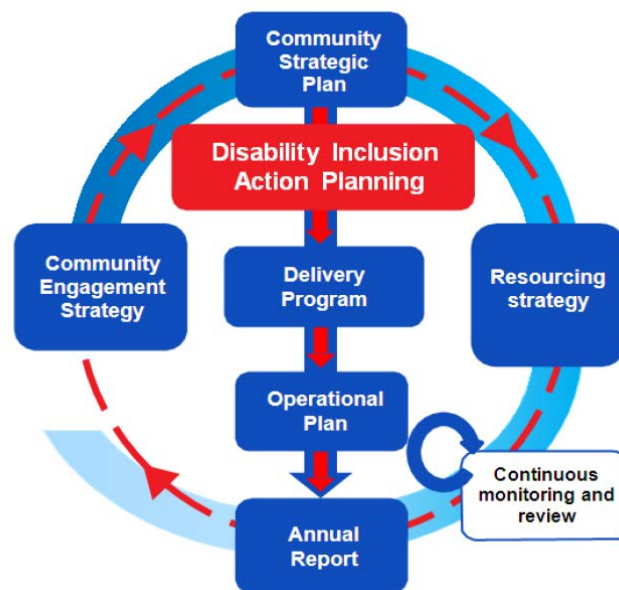 Community
Strategic
Plan
Disability Inclusion
Action Planning
Community
Engagement
Strategy
Delivery
Program
Resourcing
strategy
Operational
Plan
Continuous
monitoring and
review
Annual
Report